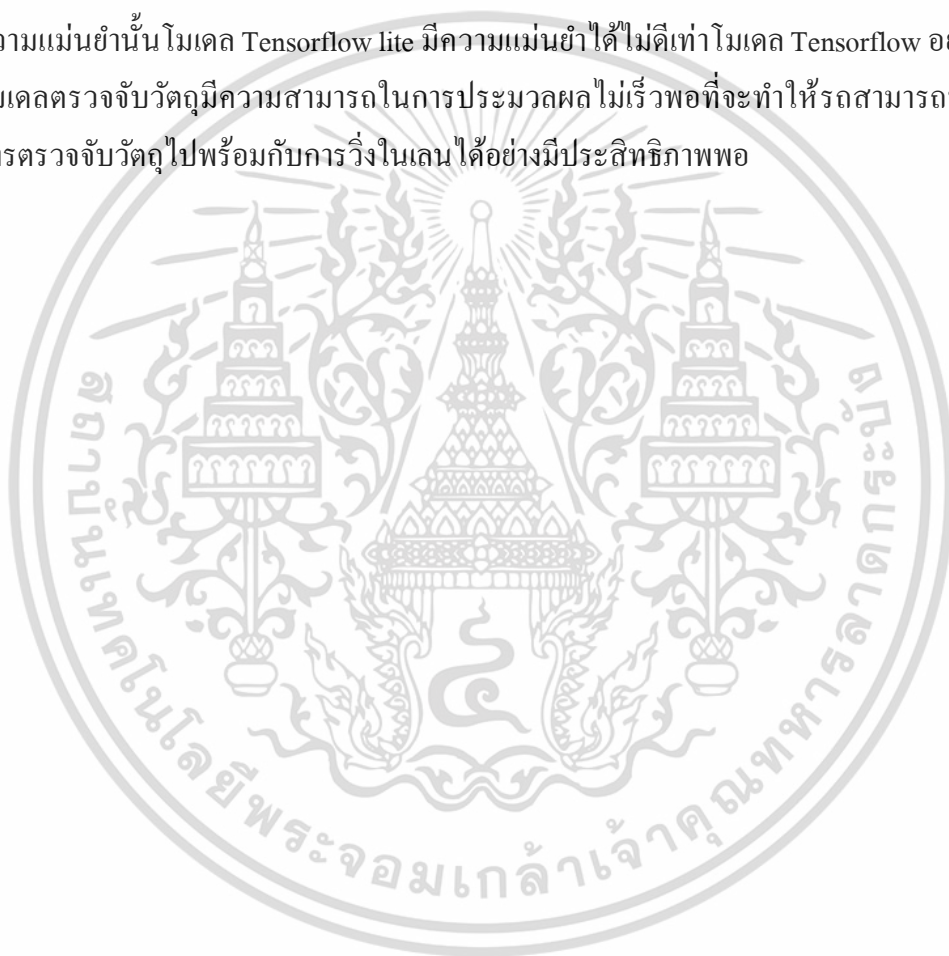 วามแม่นยำนั้นโมเดล Tensorflow lite มีความแม่นยำได้ไม่ดีเท่าโมเดล Tensorflow
มเดลตรวจจับวัตถุมีความสามารถในการประมวลผลไม่เร็วพอที่จะทำให้รถสามารถ
รตรวจจับวัตถุไปพร้อมกับการวิ่งในเลนได้อย่างมีประสิทธิภาพพอ
สถาบันเทคโนโลยีพระจอมเกล้าเจ้าคุณทหารลาดกระบัง
๔